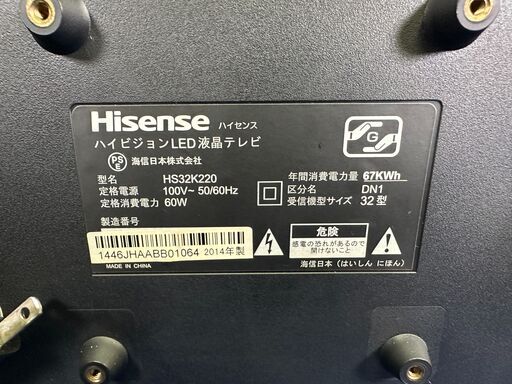 Hisense ハイセンス
ハイビジョンLED液晶テレビ
PSE 海信日本株式会社
G
型名 HS32K220
定格電源 100V~ 50/60Hz
定格消費電力 60W
製造番号
1446JHAABB01064 2014年製
MADE IN CHINA
年間消費電力量 67KWh
区分名 DN1
受信機型サイズ 32型
危険
感電の恐れがあるので
開けないこと
海信日本(はいしん にほん)